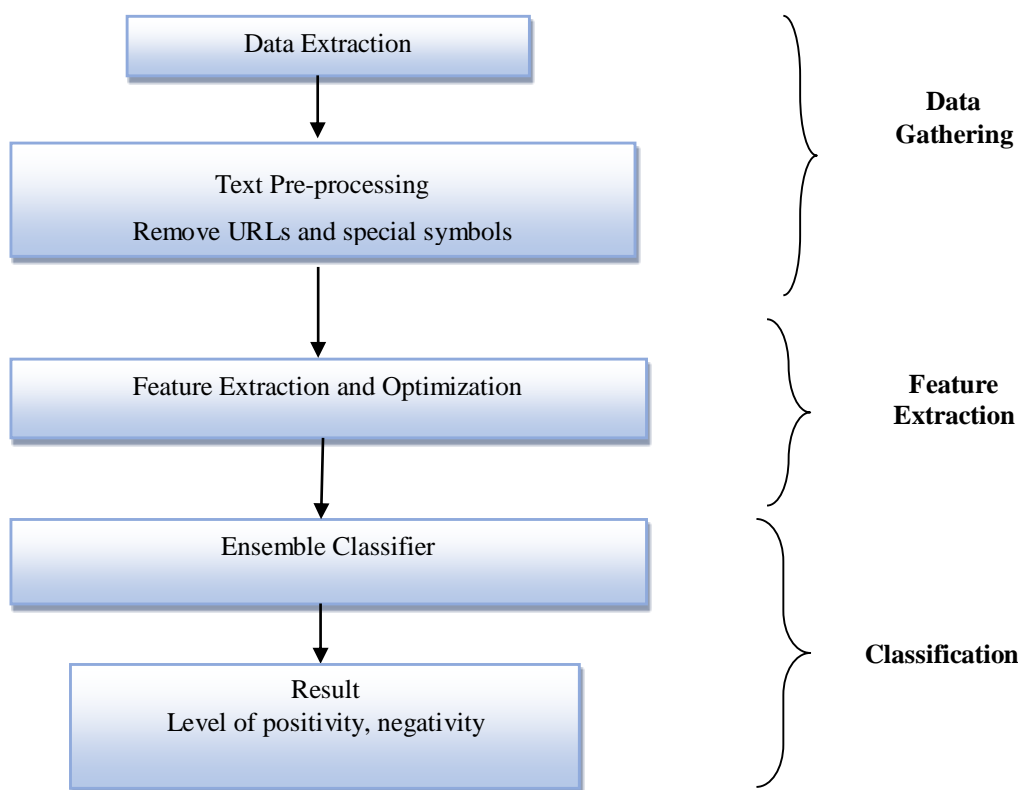 Data Extraction
Data
Gathering
Text Pre-processing
Remove URLs and special symbols
Feature Extraction and Optimization
Feature
Extraction
Ensemble Classifier
Classification
Result
Level of positivity, negativity